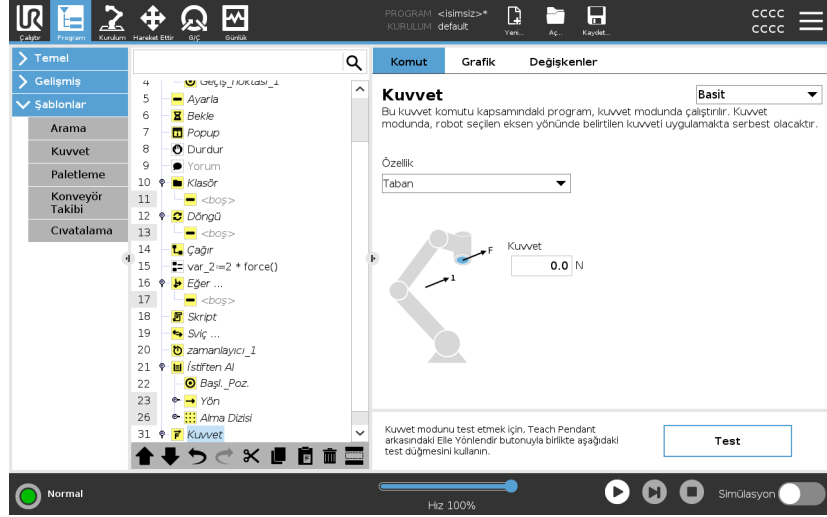 UR
PROGRAM <isimsiz>*
KURULUM default
cccc
cccc
Çalıştır
Program
Kurulum
Hareket Ettir
G/Ç
Günlük
Yeni...
Aç...
Kaydet...
Temel
Gelişmiş
Şablonlar
Arama
Kuvvet
Paletleme
Konveyör
Takibi
Cıvatalama
4 Geçiş_noktası_1
5 Ayarla
6 Bekle
7 Popup
8 Durdur
9 Yorum
10 Klasör
11 <boş>
12 Döngü
13 <boş>
14 Çağır
15 var_2:=2 * force()
16 Eğer ...
17 <boş>
18 Skript
19 Sviç ...
20 zamanlayıcı_1
21 İstiften Al
22 Başl._Poz.
23 Yön
26 Alma Dizisi
31 Kuvvet
Komut
Grafik
Değişkenler
Kuvvet
Basit
Bu kuvvet komutu kapsamındaki program, kuvvet modunda çalıştırılır. Kuvvet
modunda, robot seçilen eksen yönünde belirtilen kuvveti uygulamakta serbest olacaktır.
Özellik
Taban
F
1
Kuvvet
0.0 N
Kuvvet modunu test etmek için, Teach Pendant
arkasındaki Elle Yönlendir butonuyla birlikte aşağıdaki
test düğmesini kullanın.
Test
Normal
Hız 100%
Simülasyon